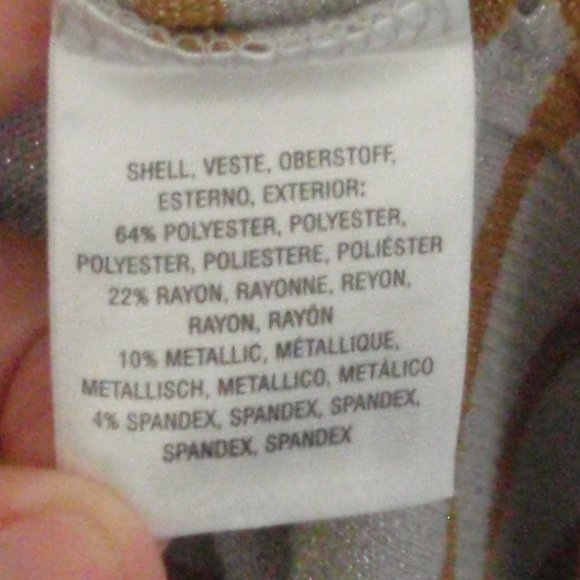 SHELL, VESTE, OBERSTOFF,
ESTERNO, EXTERIOR:
64% POLYESTER, POLYESTER,
POLYESTER, POLIESTERE, POLIÉSTER
22% RAYON, RAYONNE, REYON,
RAYON, RAYÓN
10% METALLIC, MÉTALLIQUE,
METALLISCH, METALLICO, METÁLICO
4% SPANDEX, SPANDEX, SPANDEX,
SPANDEX, SPANDEX